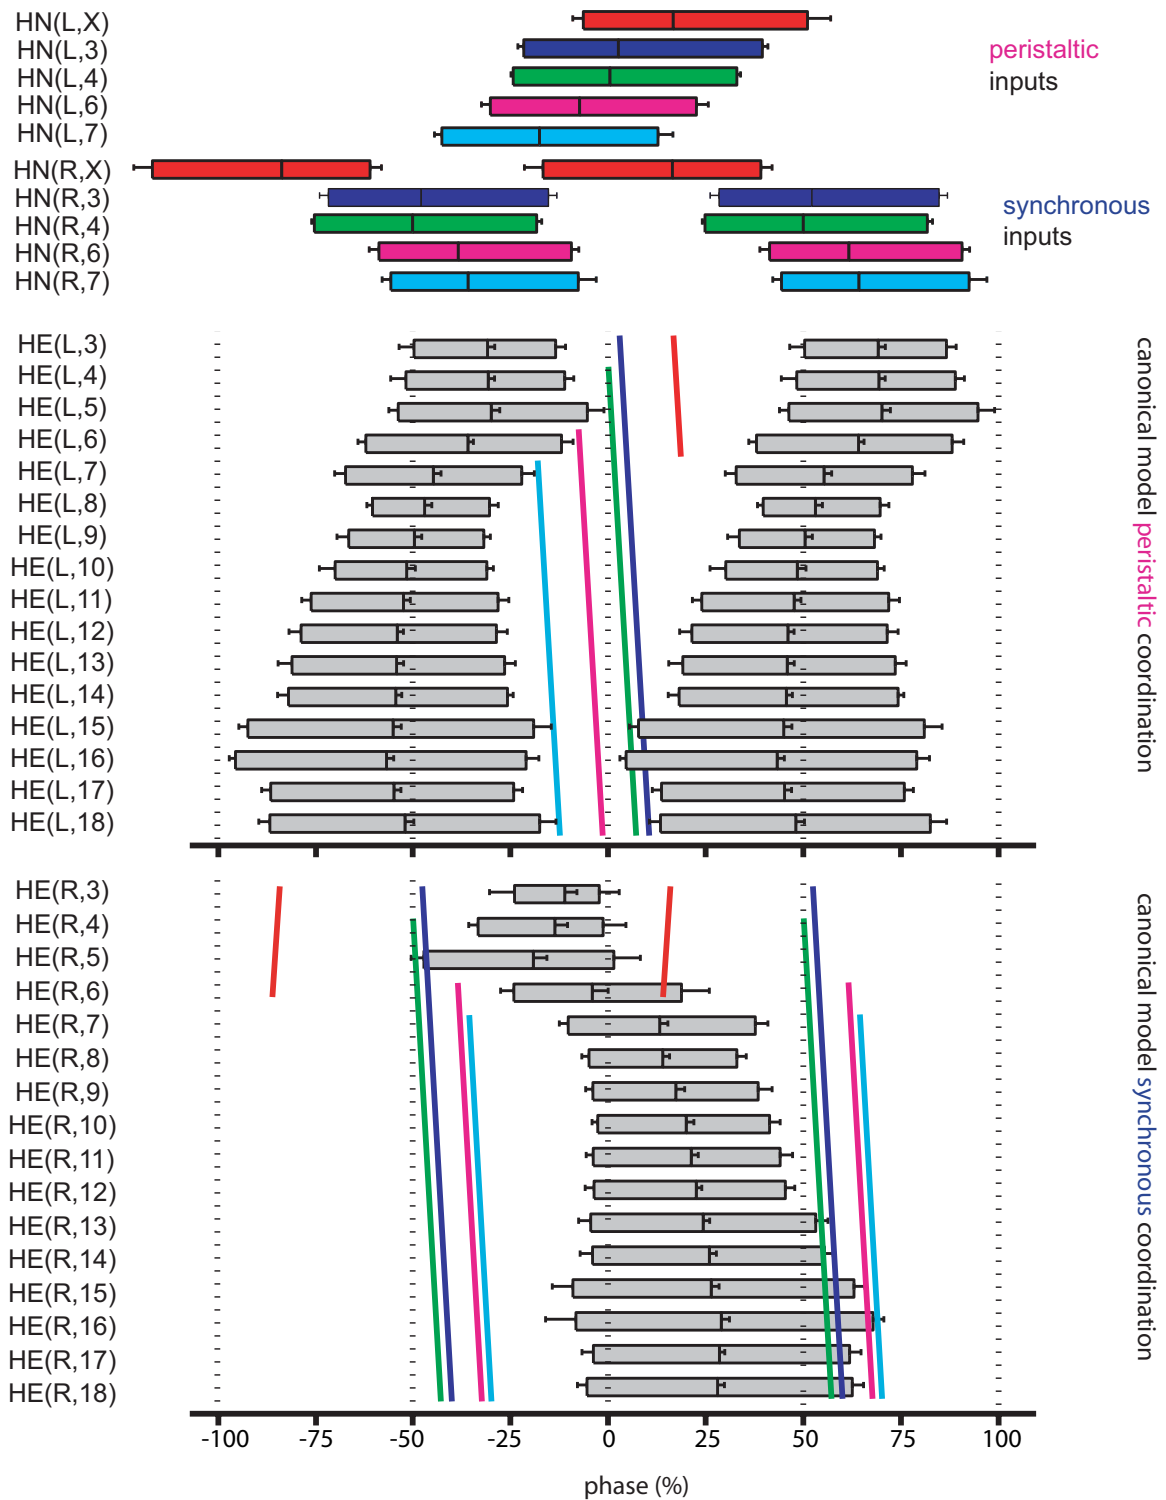 HN(L,X)
HN(L,3)
HN(L,4)
HN(L,6)
HN(L,7)
peristaltic
inputs
HN(R,X)
HN(R,3)
HN(R,4)
HN(R,6)
HN(R,7)
synchronous
inputs
HE(L,3)
HE(L,4)
HE(L,5)
HE(L,6)
HE(L,7)
HE(L,8)
HE(L,9)
HE(L,10)
HE(L,11)
HE(L,12)
HE(L,13)
HE(L,14)
HE(L,15)
HE(L,16)
HE(L,17)
HE(L,18)
canonical model peristaltic coordination
HE(R,3)
HE(R,4)
HE(R,5)
HE(R,6)
HE(R,7)
HE(R,8)
HE(R,9)
HE(R,10)
HE(R,11)
HE(R,12)
HE(R,13)
HE(R,14)
HE(R,15)
HE(R,16)
HE(R,17)
HE(R,18)
canonical model synchronous coordination
-100 -75 -50 -25 0 25 50 75 100
phase (%)